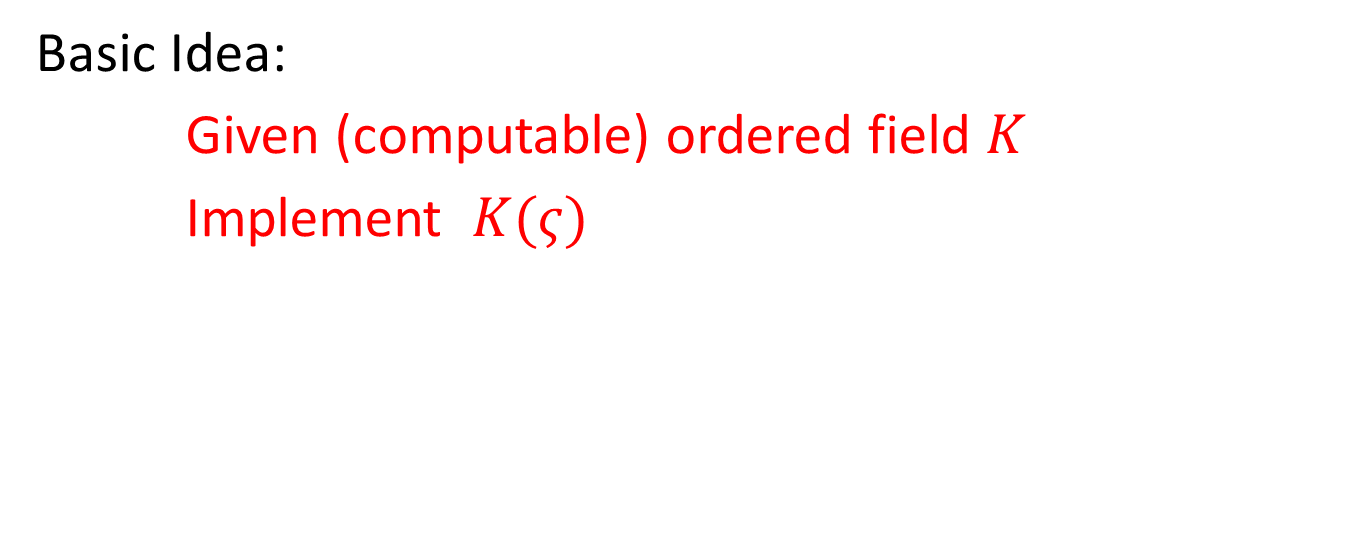 Basic Idea:
Given (computable) ordered field K
Implement K(ς)